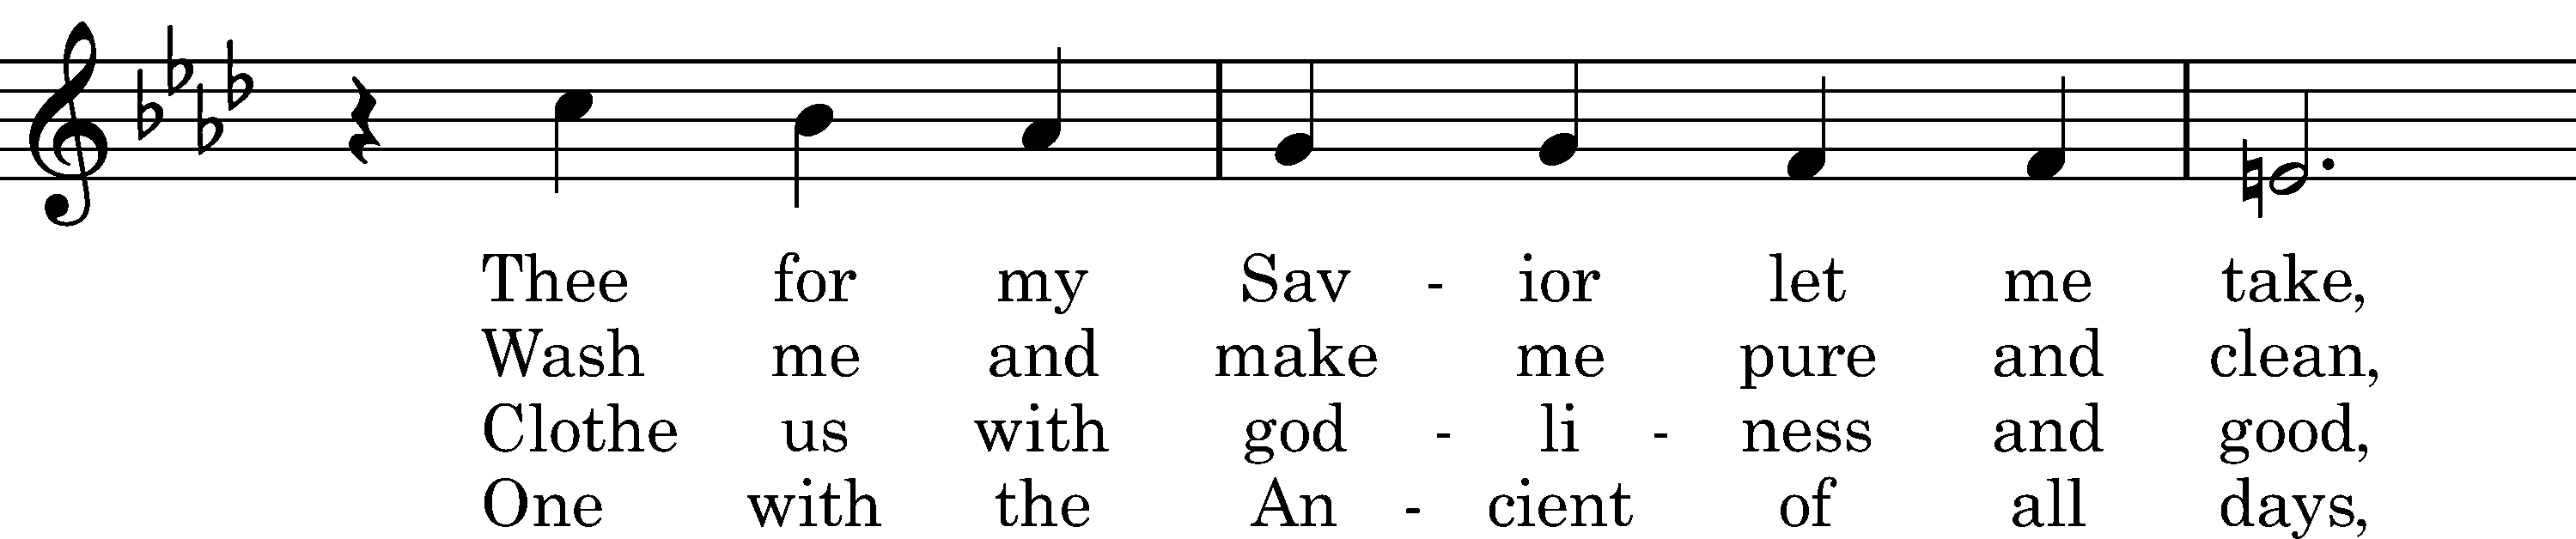 Thee for my Sav - ior let me take,
Wash me and make me pure and clean,
Clothe us with god - li - ness and good,
One with the An - cient of all days,